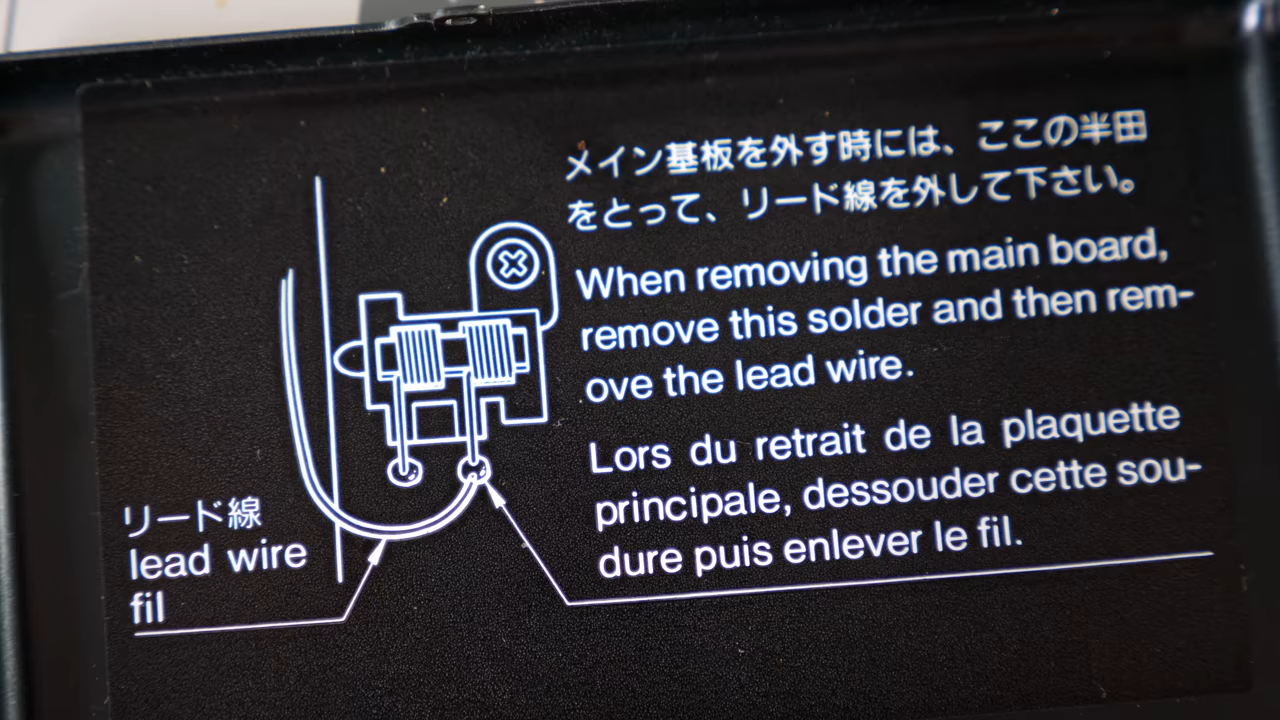 メイン基板を外す時には、ここの半田
をとって、リード線を外して下さい。
When removing the main board,
remove this solder and then rem-
ove the lead wire.
Lors du retrait de la plaquette
principale, dessouder cette sou-
dure puis enlever le fil.
リード線
lead wire
fil